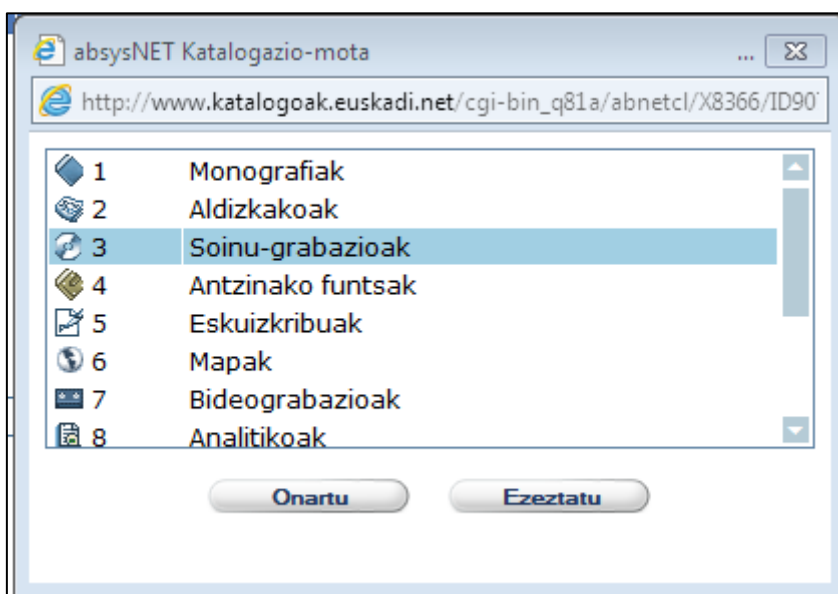 absysNET Katalogazio-mota ...
http://www.katalogoak.euskadi.net/cgi-bin_q81a/abnetcl/X8366/ID90
1 Monografiak
2 Aldizkakoak
3 Soinu-grabazioak
4 Antzinako funtsak
5 Eskuizkribuak
6 Mapak
7 Bideograbazioak
8 Analitikoak
Onartu Ezeztatu